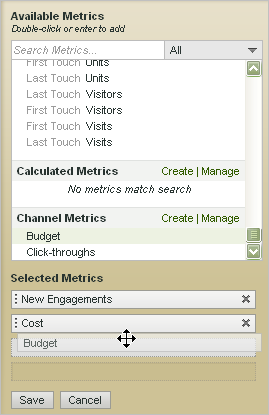 Available Metrics
Double-click or enter to add
Search Metrics... All
First Touch Units
Last Touch Units
First Touch Visitors
Last Touch Visitors
First Touch Visits
Last Touch Visits
Calculated Metrics Create | Manage
No metrics match search
Channel Metrics Create | Manage
Budget
Click-throughs
Selected Metrics
New Engagements
Cost
Budget
Save Cancel